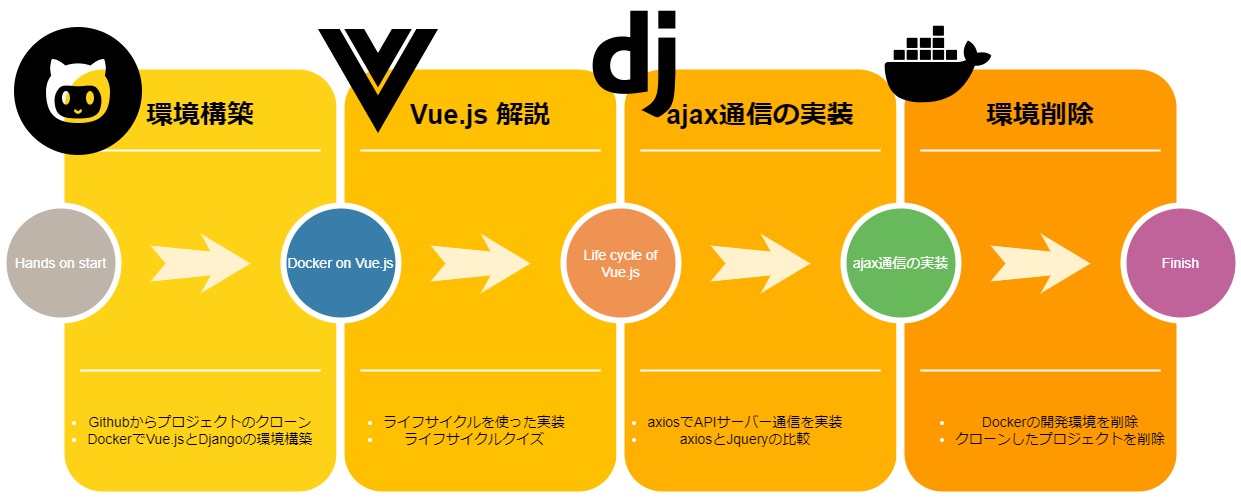 環境構築
Vue.js 解説
ajax通信の実装
環境削除
Hands on start
Docker on Vue.js
Life cycle of
Vue.js
ajax通信の実装
Finish
Githubからプロジェクトのクローン
DockerでVue.jsとDjangoの環境構築
ライフサイクルを使った実装
ライフサイクルクイズ
axiosでAPIサーバー通信を実装
axiosとJqueryの比較
Dockerの開発環境を削除
クローンしたプロジェクトを削除
dj